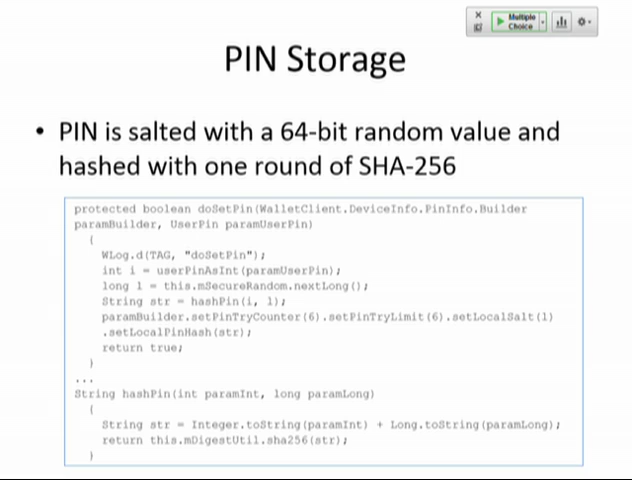 Multiple
Choice
PIN Storage
• PIN is salted with a 64-bit random value and
hashed with one round of SHA-256
protected boolean doSetPin(WalletClient.DeviceInfo.PinInfo.Builder
paramBuilder, UserPin paramUserPin)
{
WLog.d(TAG, "doSetPin");
int i = userPinAsInt(paramUserPin);
long l = this.mSecureRandom.nextLong();
String str = hashPin(i, l);
paramBuilder.setPinTryCounter(6).setPinTryLimit(6).setLocalSalt(l)
.setLocalPinHash(str);
return true;
}
...
String hashPin(int paramInt, long paramLong)
{
String str = Integer.toString(paramInt) + Long.toString(paramLong);
return this.mDigestUtil.sha256(str);
}